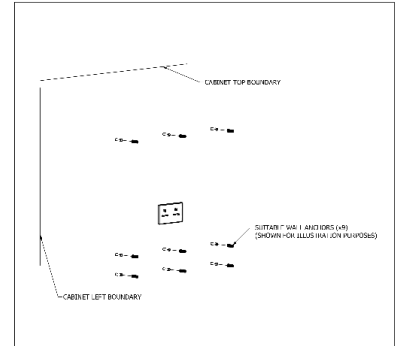 CABINET TOP BOUNDARY
SUITABLE WALL ANCHORS (x9)
(SHOWN FOR ILLUSTRATION PURPOSES)
CABINET LEFT BOUNDARY